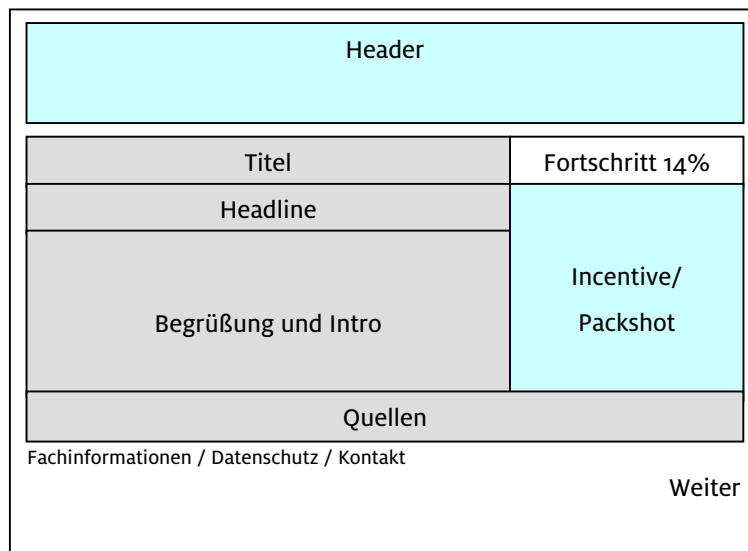 Header
Titel
Fortschritt 14%
Headline
Incentive/
Packshot
Begrüßung und Intro
Quellen
Fachinformationen / Datenschutz / Kontakt
Weiter